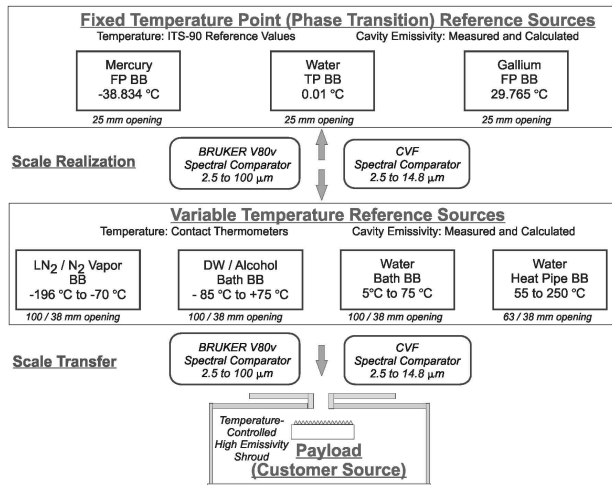 Fixed Temperature Point (Phase Transition) Reference Sources
Temperature: ITS-90 Reference Values Cavity Emissivity: Measured and Calculated
Mercury
FP BB
-38.834 °C
25 mm opening
Water
TP BB
0.01 °C
25 mm opening
Gallium
FP BB
29.765 °C
25 mm opening
Scale Realization
BRUKER V80v
Spectral Comparator
2.5 to 100 μm
CVF
Spectral Comparator
2.5 to 14.8 μm
Variable Temperature Reference Sources
Temperature: Contact Thermometers Cavity Emissivity: Measured and Calculated
LN2 / N2 Vapor
BB
-196 °C to -70 °C
100 / 38 mm opening
DW / Alcohol
Bath BB
- 85 °C to +75 °C
100 / 38 mm opening
Water
Bath BB
5°C to 75 °C
100 / 38 mm opening
Water
Heat Pipe BB
55 to 250 °C
63 / 38 mm opening
Scale Transfer
BRUKER V80v
Spectral Comparator
2.5 to 100 μm
CVF
Spectral Comparator
2.5 to 14.8 μm
Temperature-
Controlled
High Emissivity
Shroud
Payload
(Customer Source)